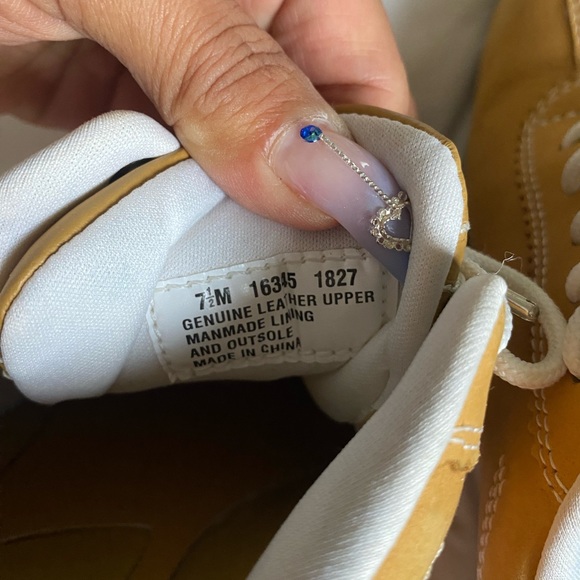 7½M 16345 1827
GENUINE LEATHER UPPER
MANMADE LINING
AND OUTSOLE
MADE IN CHINA